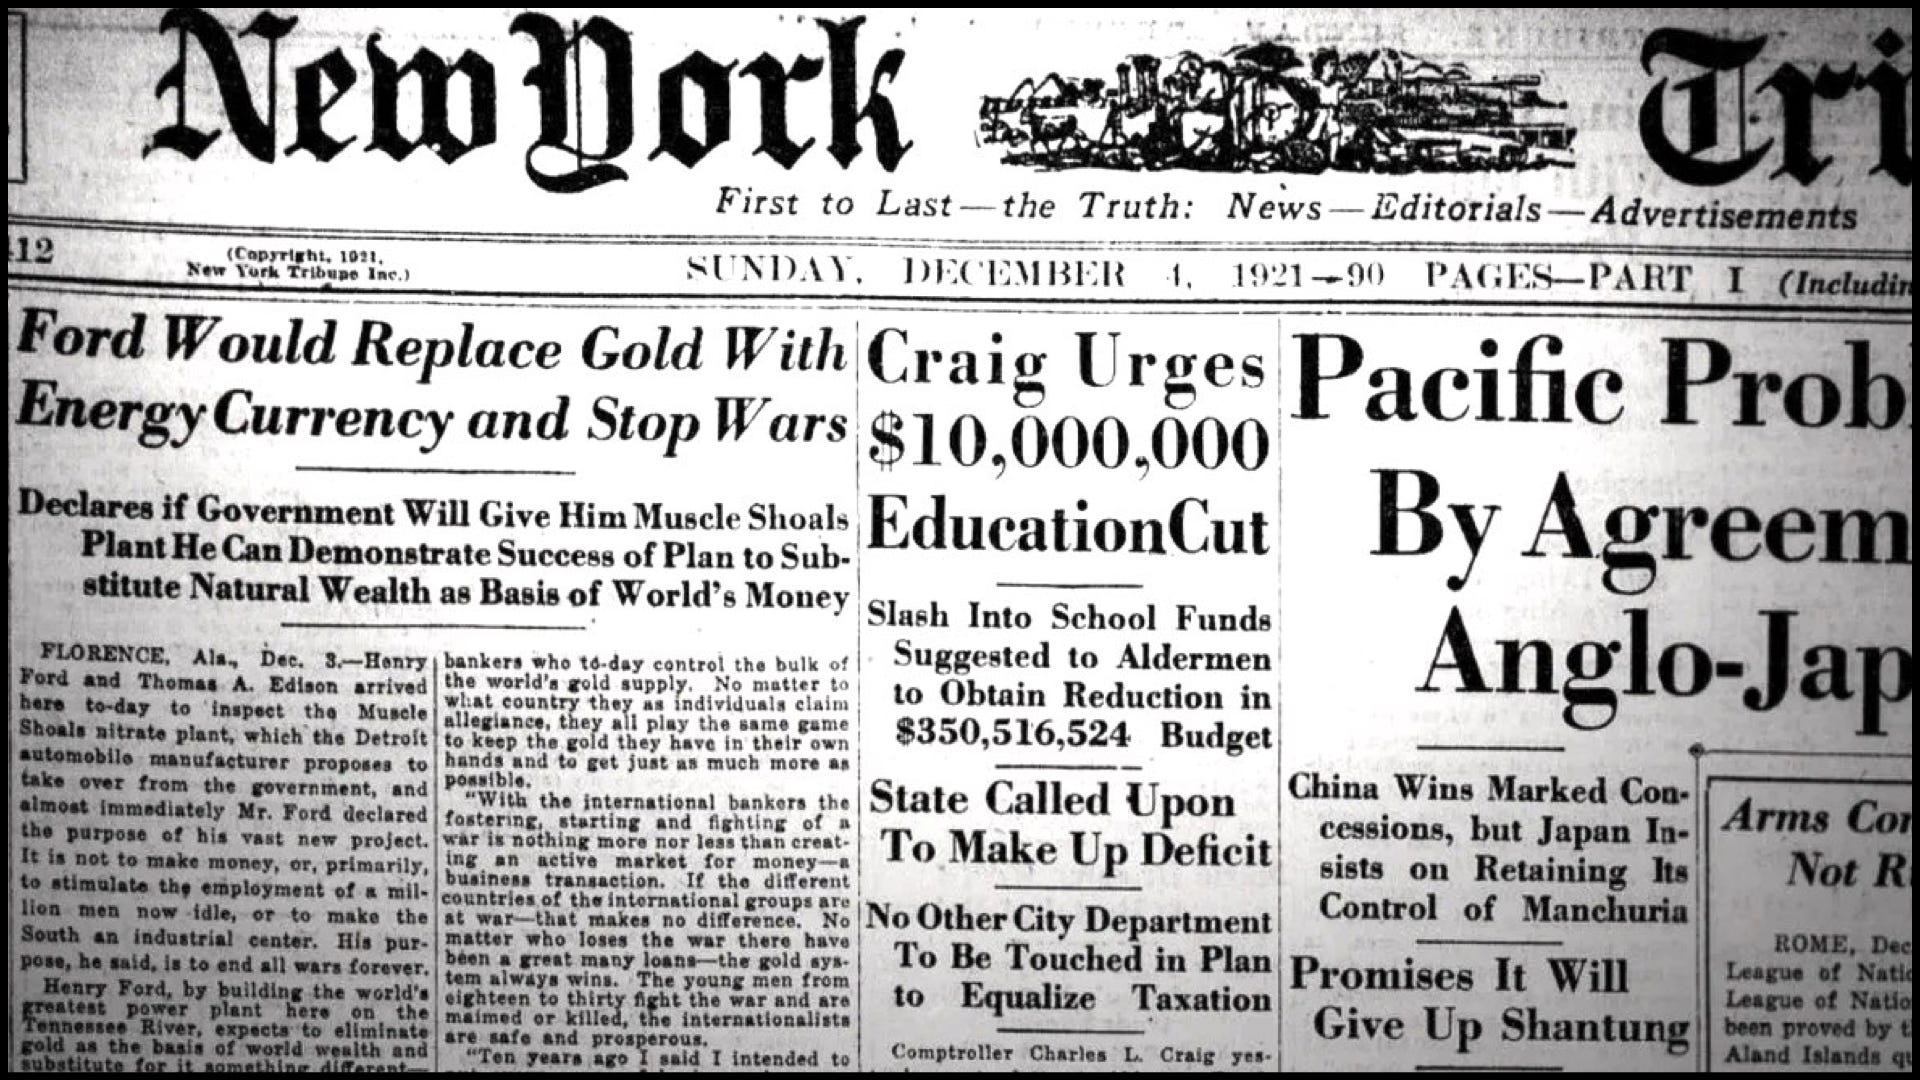 New York Tri
First to Last—the Truth: News—Editorials—Advertisements
12
(Copyright, 1921,
New York Tribune Inc.)
SUNDAY, DECEMBER 4, 1921—90 PAGES—PART I (Includin
Ford Would Replace Gold With
Energy Currency and Stop Wars
Declares if Government Will Give Him Muscle Shoals
Plant He Can Demonstrate Success of Plan to Sub-
stitute Natural Wealth as Basis of World's Money
FLORENCE, Ala., Dec. 3.—Henry
Ford and Thomas A. Edison arrived
here to-day to inspect the Muscle
Shoals nitrate plant, which the Detroit
automobile manufacturer proposes to
take over from the government, and
almost immediately Mr. Ford declared
the purpose of his vast new project.
It is not to make money, or, primarily,
to stimulate the employment of a mil-
lion men now idle, or to make the
South an industrial center. His pur-
pose, he said, is to end all wars forever.
Henry Ford, by building the world's
greatest power plant here on the
Tennessee River, expects to eliminate
gold as the basis of world wealth and
substitute for it something different—
bankers who to-day control the bulk of
the world's gold supply. No matter to
what country they as individuals claim
allegiance, they all play the same game
to keep the gold they have in their own
hands and to get just as much more as
possible.
"With the international bankers the
fostering, starting and fighting of a
war is nothing more nor less than creat-
ing an active market for money—a
business transaction. If the different
countries of the international groups are
at war—that makes no difference. No
matter who loses the war there have
been a great many loans—the gold sys-
tem always wins. The young men from
eighteen to thirty fight the war and are
maimed or killed, the internationalists
are safe and prosperous.
"Ten years ago I said I intended to
Craig Urges
$10,000,000
Education Cut
Slash Into School Funds
Suggested to Aldermen
to Obtain Reduction in
$350,516,524 Budget
State Called Upon
To Make Up Deficit
No Other City Department
To Be Touched in Plan
to Equalize Taxation
Comptroller Charles L. Craig yes-
Pacific Prob
By Agreem
Anglo-Jap
China Wins Marked Con-
cessions, but Japan In-
sists on Retaining Its
Control of Manchuria
Promises It Will
Give Up Shantung
Arms Con
Not R
ROME, Dec
League of Natio
League of Natio
been proved by t
Aland Islands qu